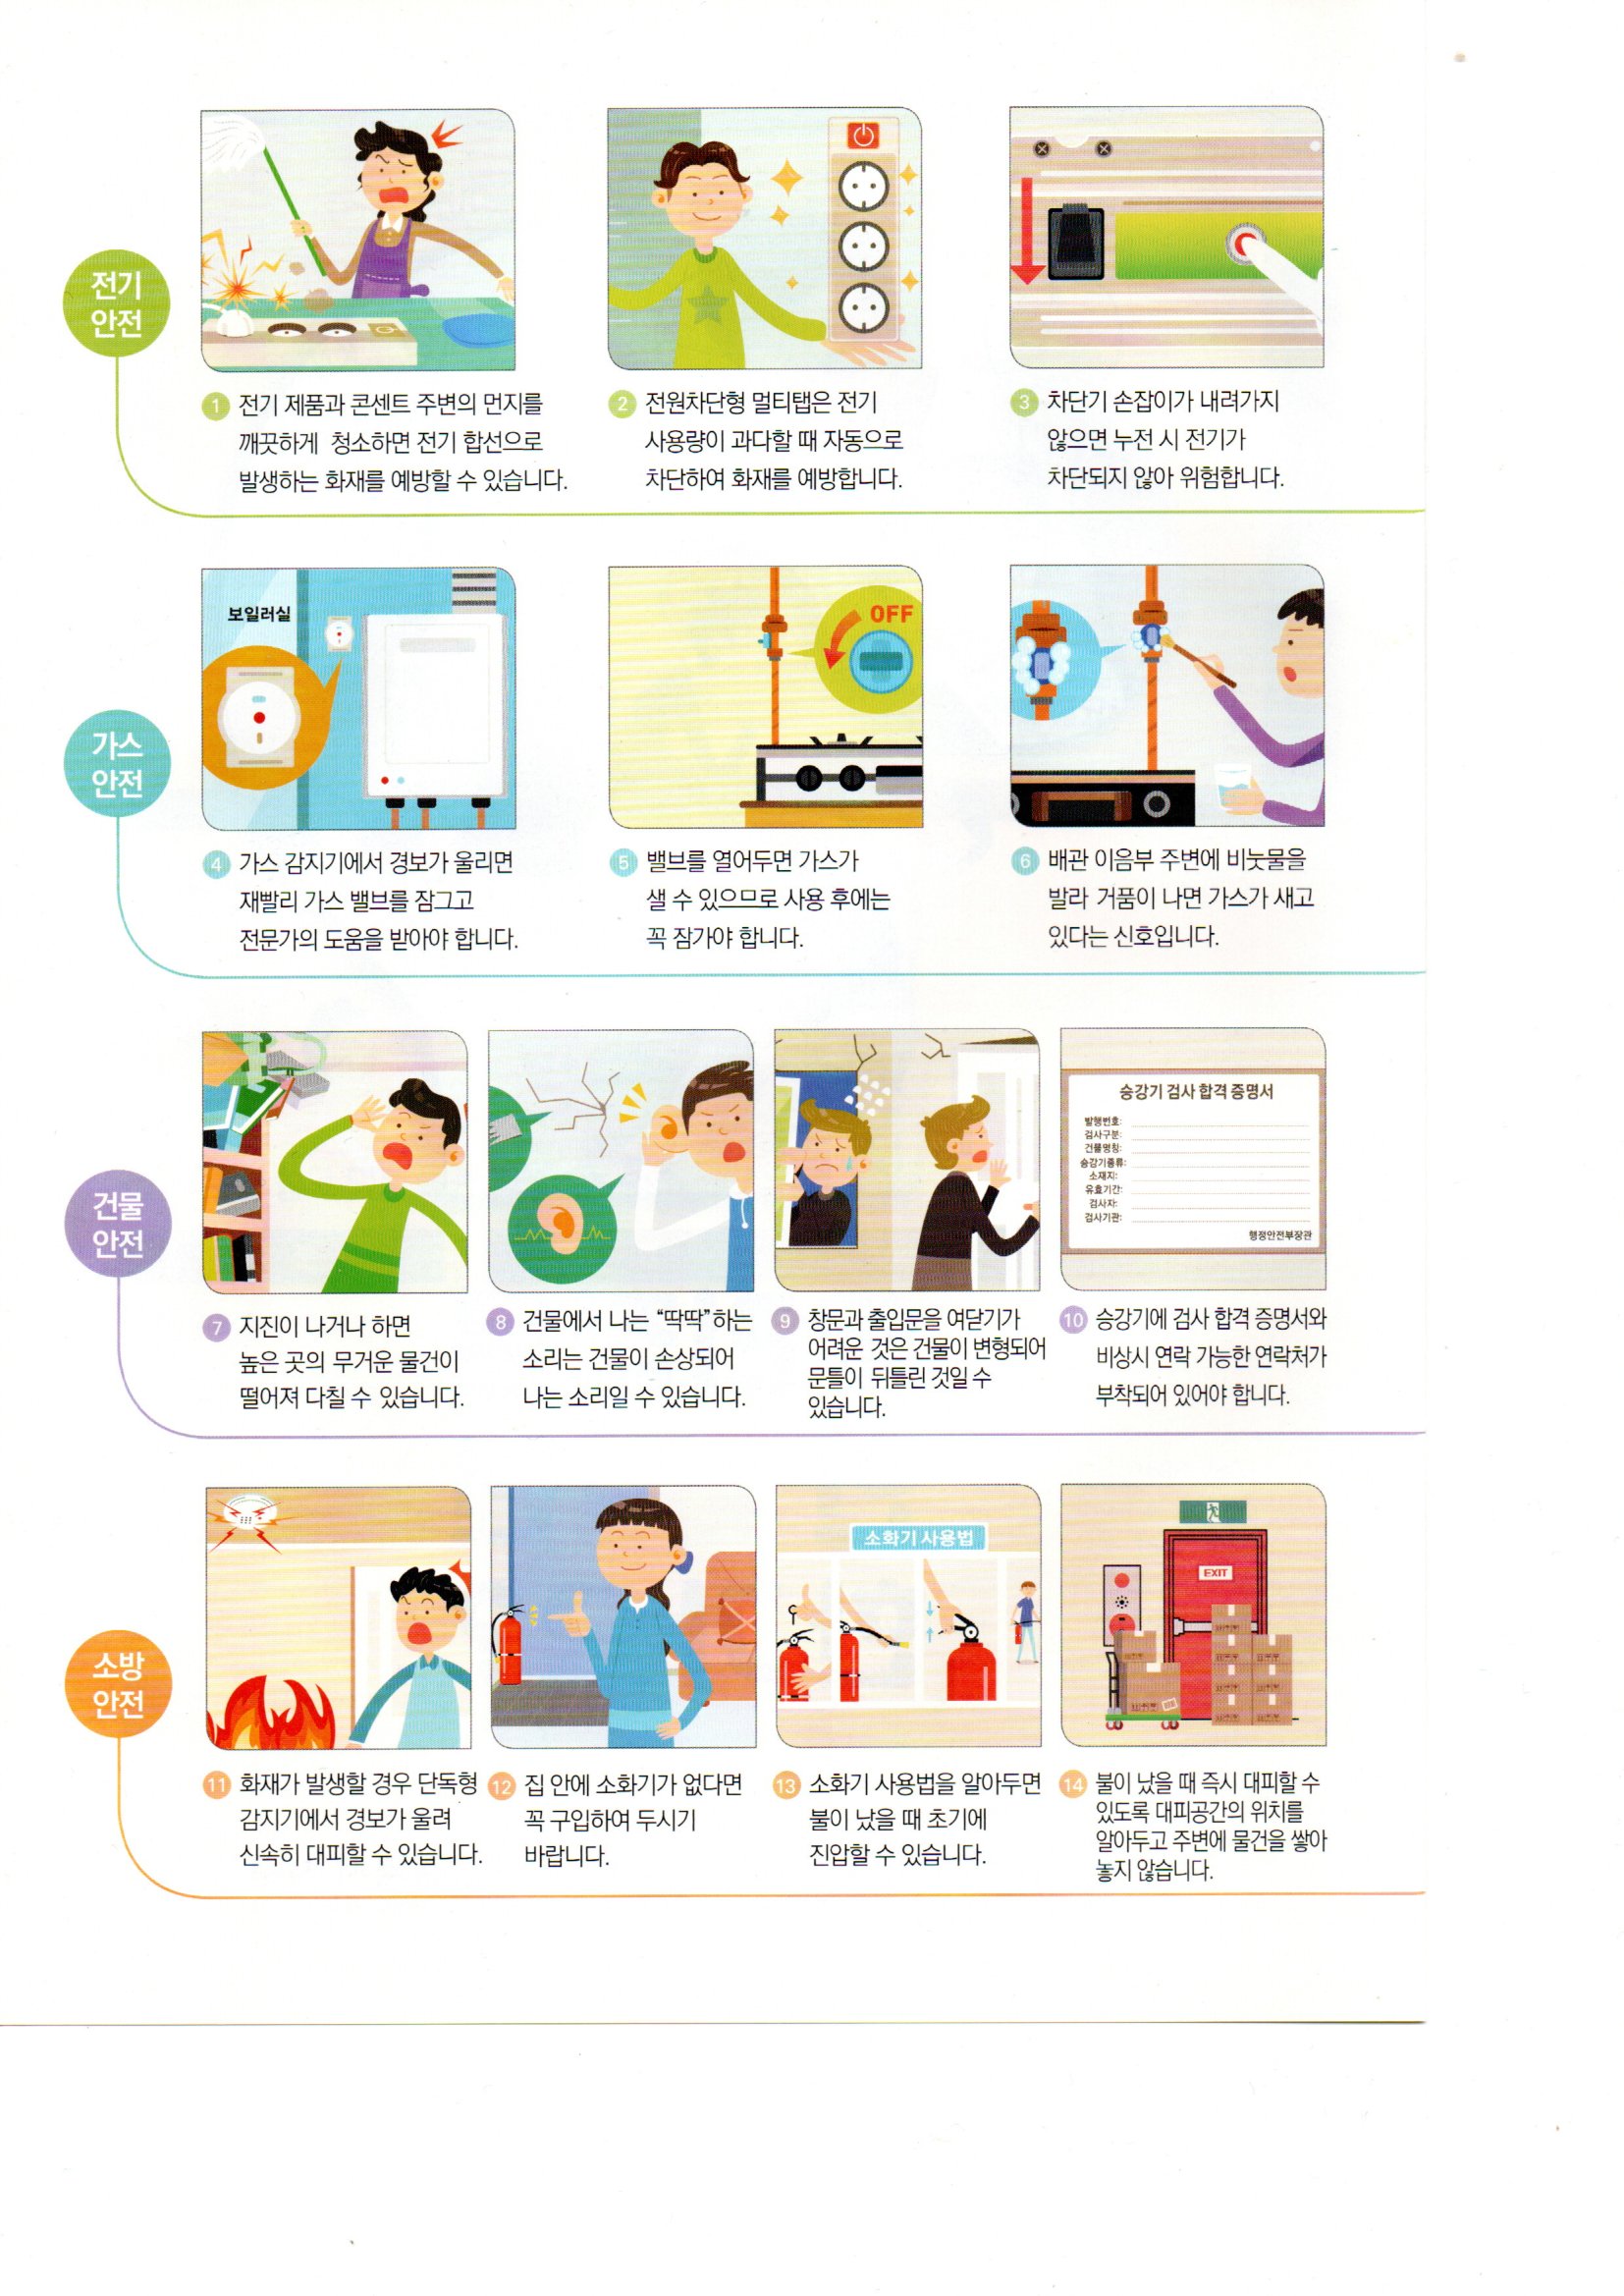 전기
안전
1 전기 제품과 콘센트 주변의 먼지를
깨끗하게 청소하면 전기 합선으로
발생하는 화재를 예방할 수 있습니다.
2 전원차단형 멀티탭은 전기
사용량이 과다할 때 자동으로
차단하여 화재를 예방합니다.
3 차단기 손잡이가 내려가지
않으면 누전 시 전기가
차단되지 않아 위험합니다.
가스
안전
보일러실
4 가스 감지기에서 경보가 울리면
재빨리 가스 밸브를 잠그고
전문가의 도움을 받아야 합니다.
OFF
5 밸브를 열어두면 가스가
샐 수 있으므로 사용 후에는
꼭 잠가야 합니다.
6 배관 이음부 주변에 비눗물을
발라 거품이 나면 가스가 새고
있다는 신호입니다.
건물
안전
7 지진이 나거나 하면
높은 곳의 무거운 물건이
떨어져 다칠 수 있습니다.
8 건물에서 나는 “딱딱”하는
소리는 건물이 손상되어
나는 소리일 수 있습니다.
9 창문과 출입문을 여닫기가
어려운 것은 건물이 변형되어
문틀이 뒤틀린 것일 수
있습니다.
승강기 검사 합격 증명서
발행번호:
검사구분:
건물명칭:
승강기종류:
소재지:
유효기간:
검사자:
검사기관:
행정안전부장관
10 승강기에 검사 합격 증명서와
비상시 연락 가능한 연락처가
부착되어 있어야 합니다.
소방
안전
11 화재가 발생할 경우 단독형
감지기에서 경보가 울려
신속히 대피할 수 있습니다.
12 집 안에 소화기가 없다면
꼭 구입하여 두시기
바랍니다.
소화기 사용법
13 소화기 사용법을 알아두면
불이 났을 때 초기에
진압할 수 있습니다.
EXIT
14 불이 났을 때 즉시 대피할 수
있도록 대피공간의 위치를
알아두고 주변에 물건을 쌓아
놓지 않습니다.